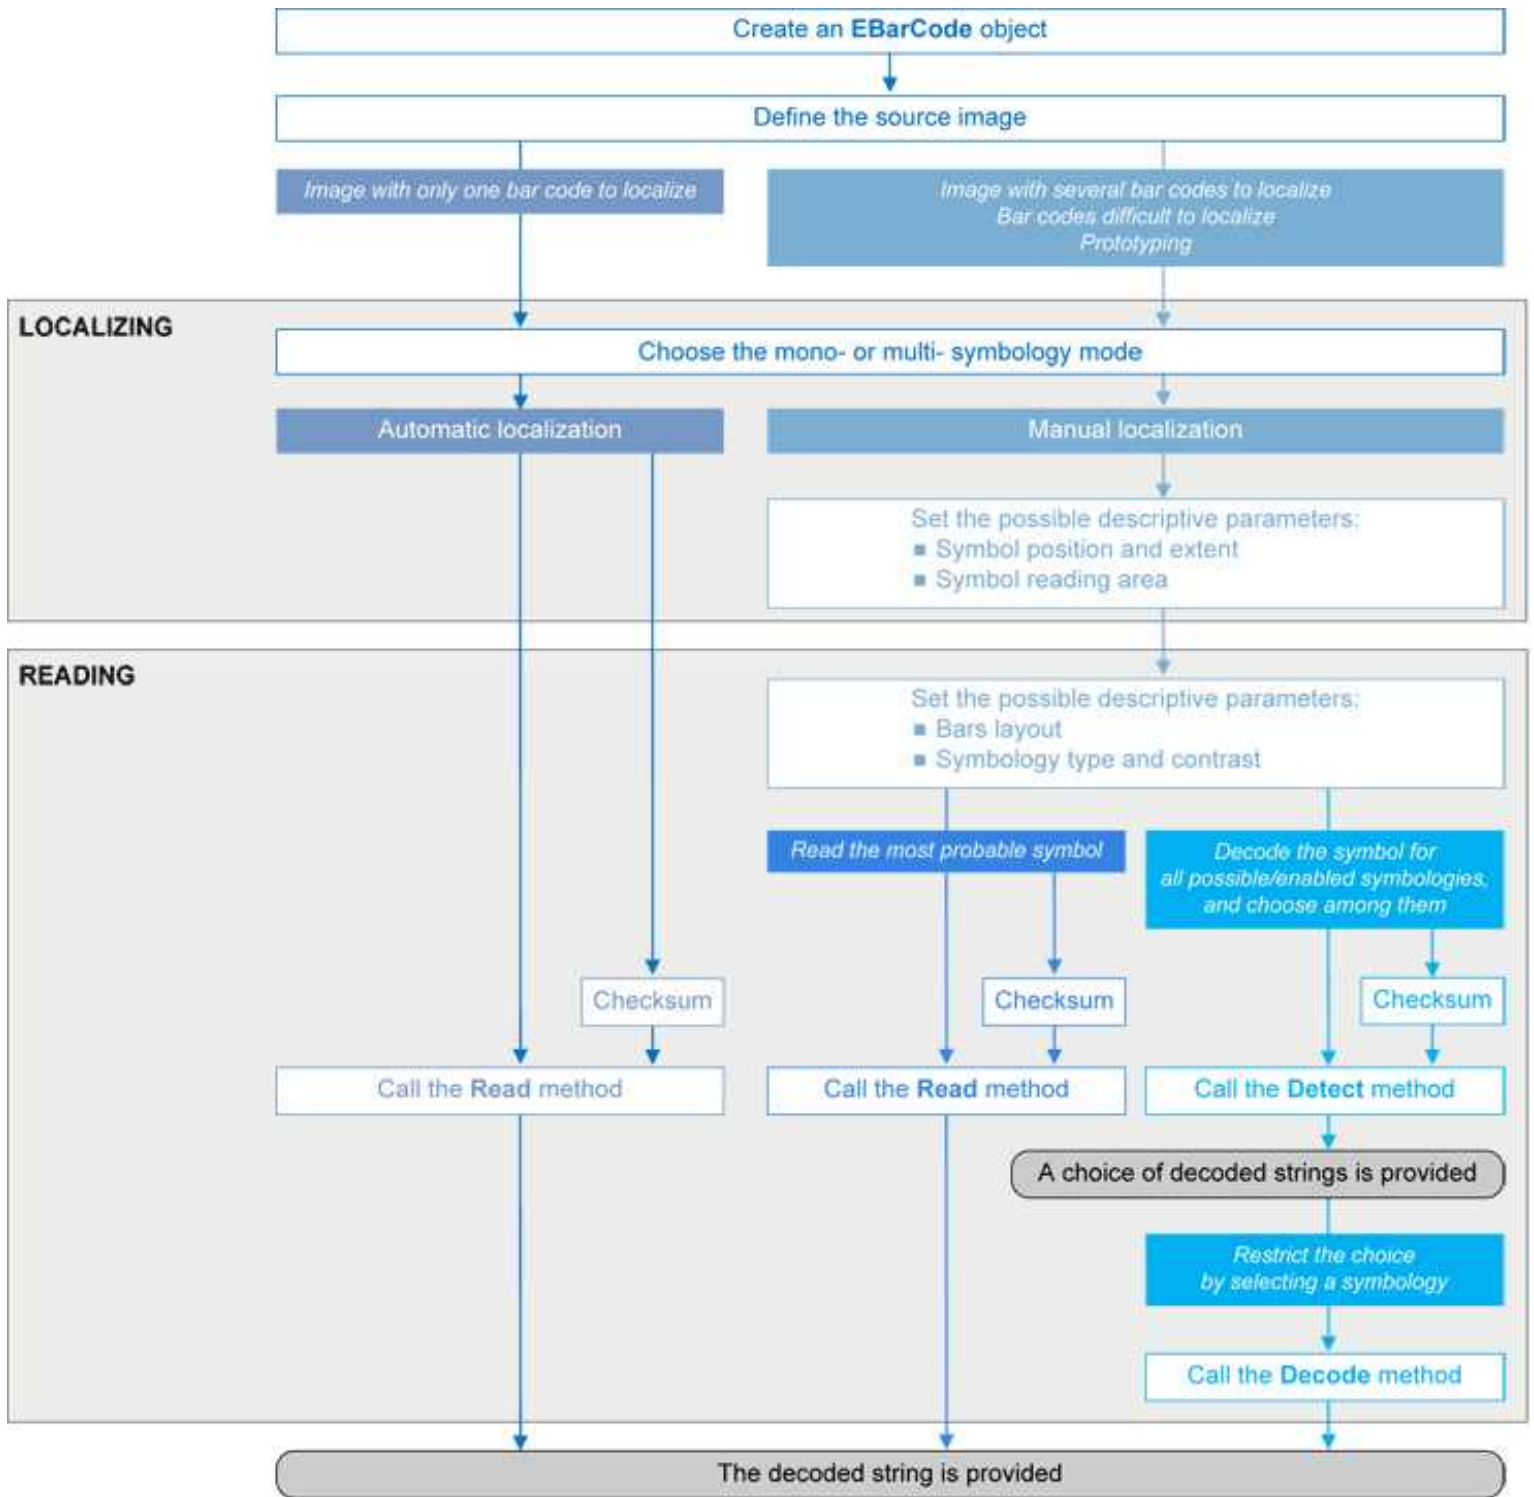 Create an EBarCode object
Define the source image
Image with only one bar code to localize
Image with several bar codes to localize
Bar codes difficult to localize
Prototyping
LOCALIZING
Choose the mono- or multi- symbology mode
Automatic localization
Manual localization
Set the possible descriptive parameters:
■ Symbol position and extent
■ Symbol reading area
READING
Set the possible descriptive parameters:
■ Bars layout
■ Symbology type and contrast
Read the most probable symbol
Decode the symbol for
all possible/enabled symbologies,
and choose among them
Checksum
Checksum
Checksum
Call the Read method
Call the Read method
Call the Detect method
A choice of decoded strings is provided
Restrict the choice
by selecting a symbology
Call the Decode method
The decoded string is provided